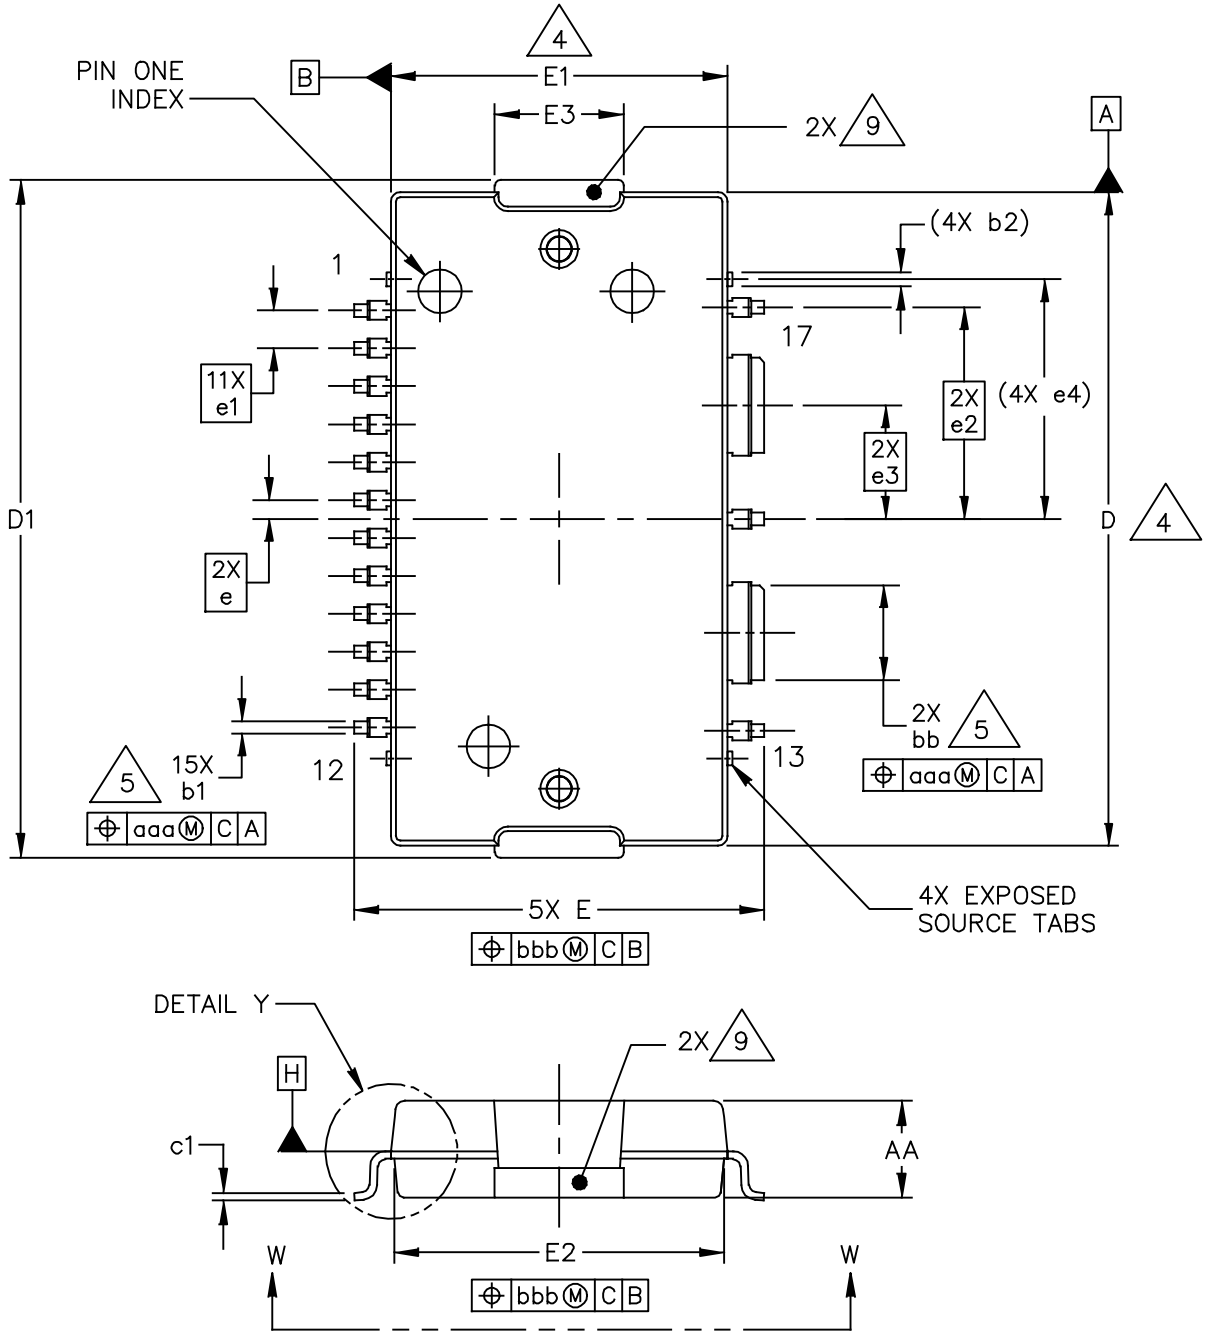 4
PIN ONE
INDEX
B
E1
E3
2X 9
A
(4X b2)
1
17
11X
e1
2X
e2
(4X e4)
2X
e3
D1
D 4
2X
e
2X
bb 5
⌖ aaa Ⓜ C A
5 15X
b1
12
13
⌖ aaa Ⓜ C A
5X E
4X EXPOSED
SOURCE TABS
⌖ bbb Ⓜ C B
DETAIL Y
2X 9
H
c1
AA
W
E2
W
⌖ bbb Ⓜ C B